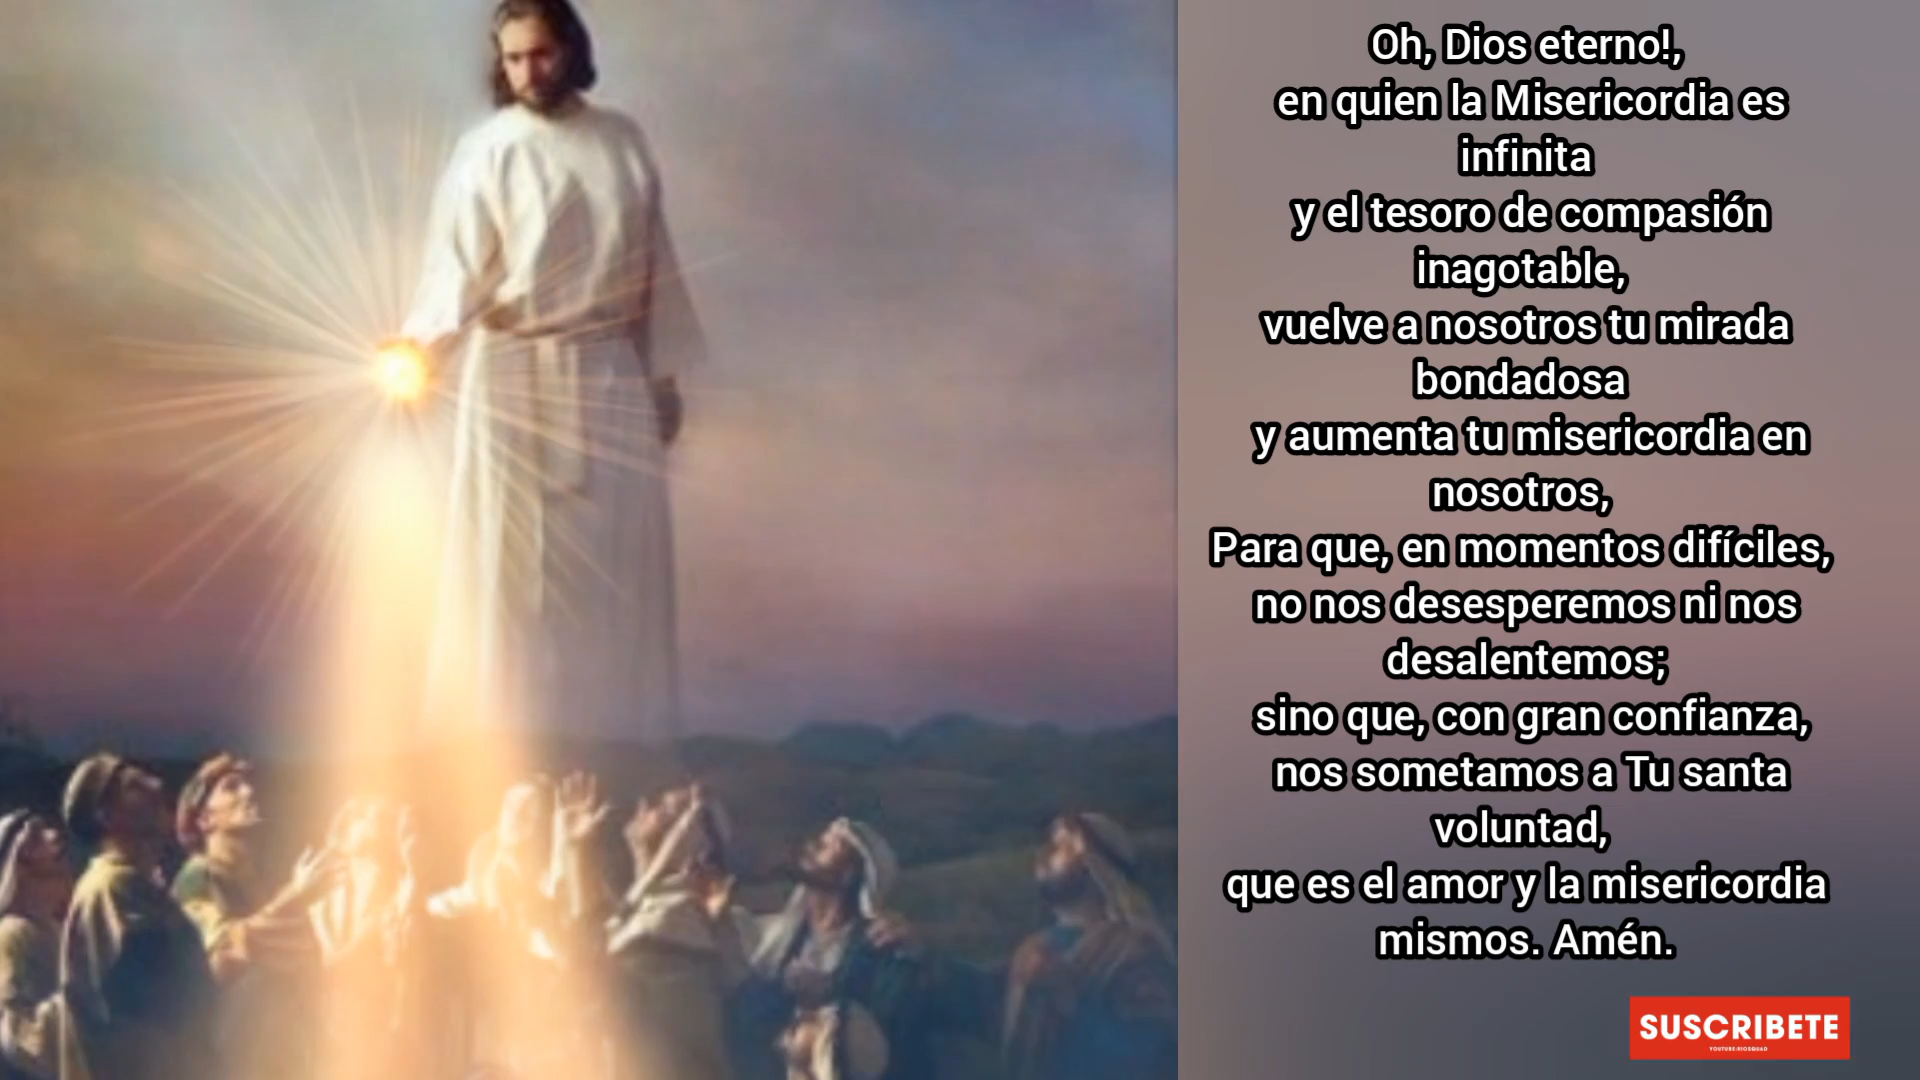 Oh, Dios eterno!,
en quien la Misericordia es
infinita
y el tesoro de compasión
inagotable,
vuelve a nosotros tu mirada
bondadosa
y aumenta tu misericordia en
nosotros,
Para que, en momentos difíciles,
no nos desesperemos ni nos
desalentemos;
sino que, con gran confianza,
nos sometamos a Tu santa
voluntad,
que es el amor y la misericordia
mismos. Amén.
SUSCRIBETE